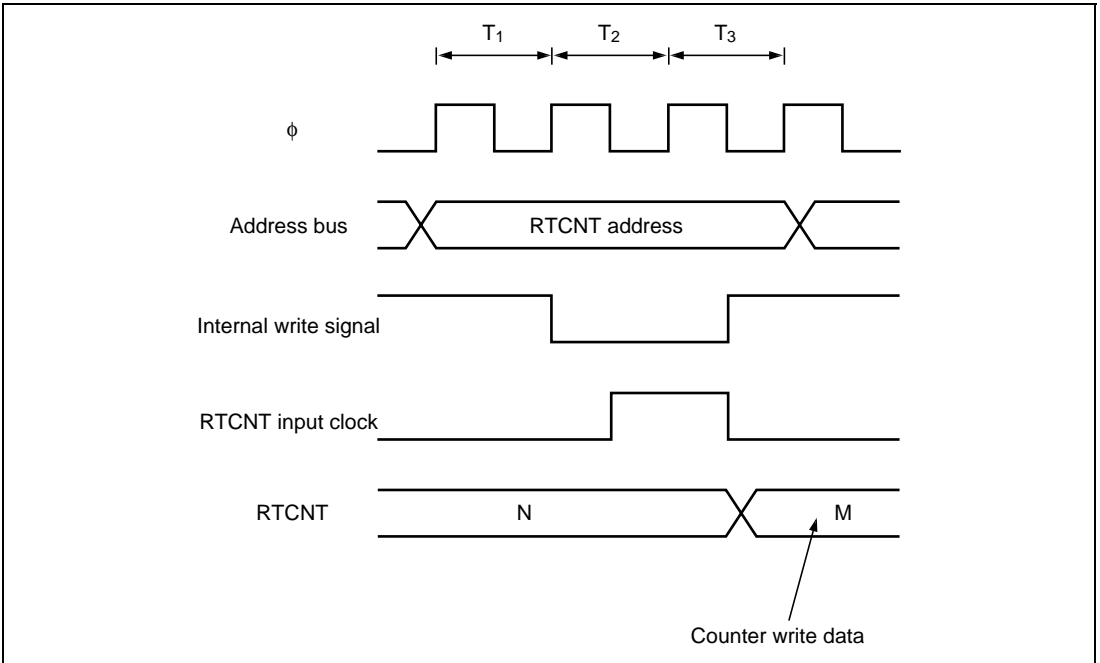 T1 T2 T3
φ
Address bus RTCNT address
Internal write signal
RTCNT input clock
RTCNT N M
Counter write data